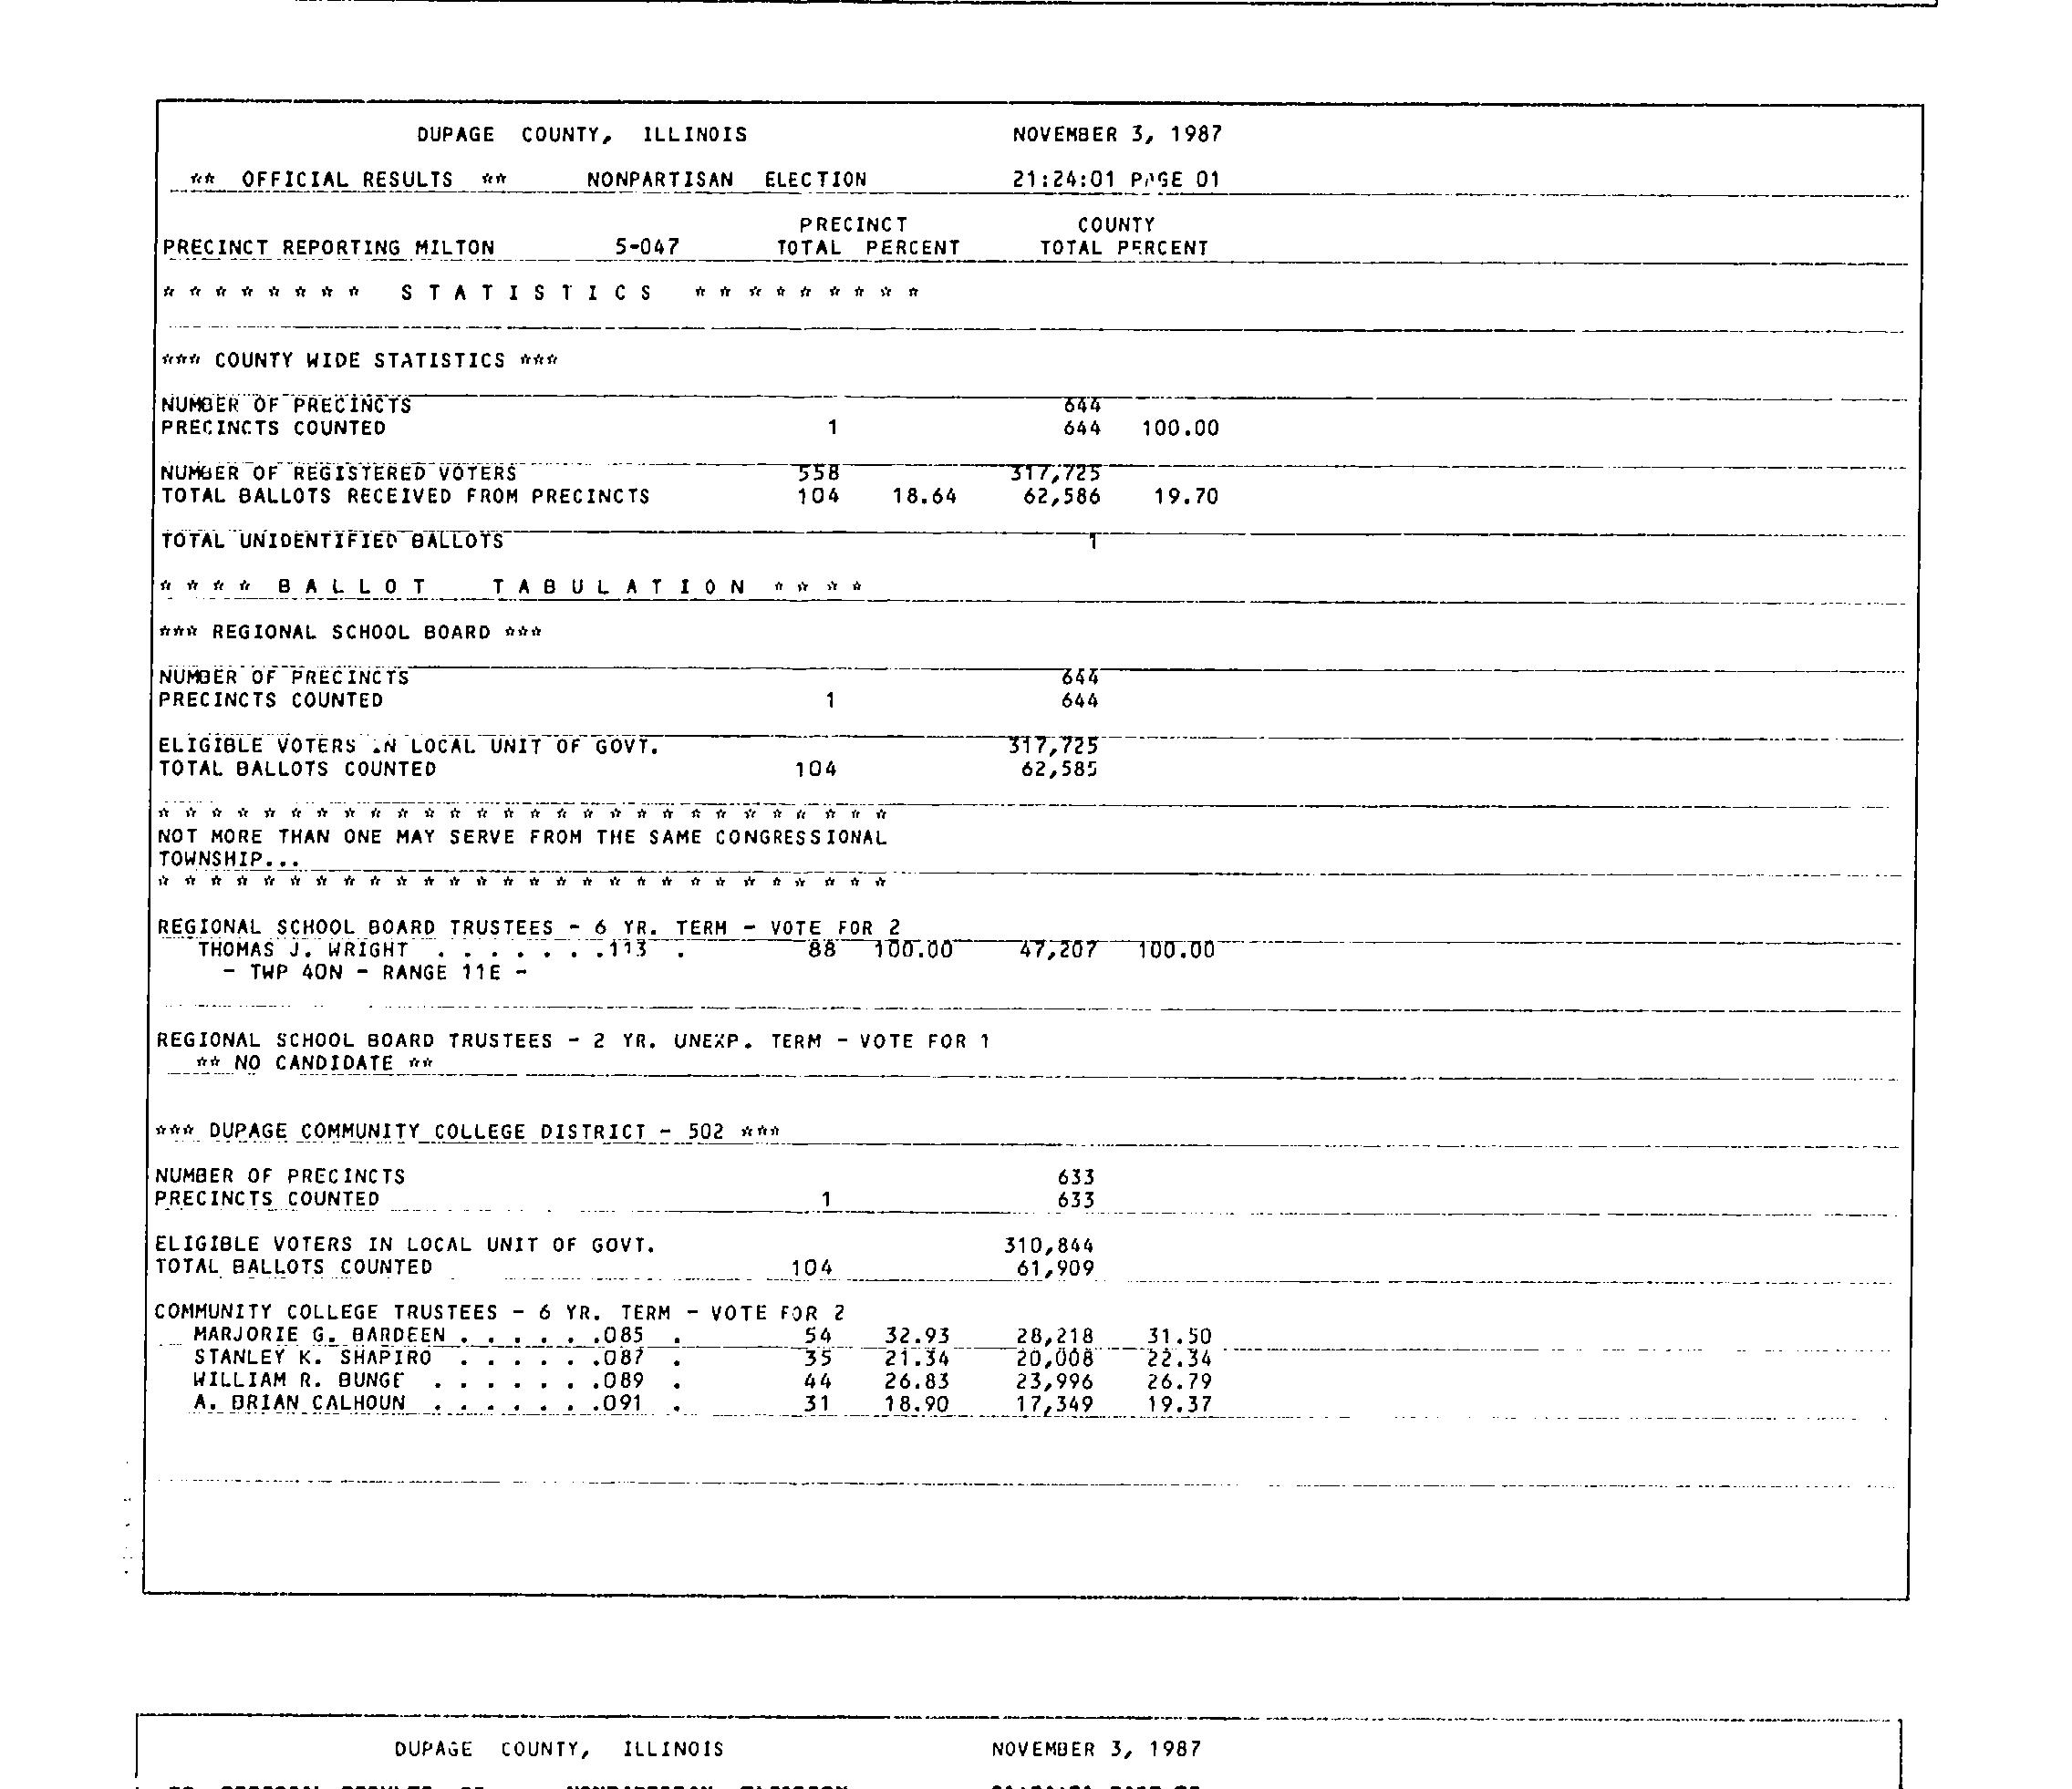 DUPAGE COUNTY, ILLINOIS NOVEMBER 3, 1987
** OFFICIAL RESULTS ** NONPARTISAN ELECTION 21:24:01 PAGE 01
PRECINCT COUNTY
PRECINCT REPORTING MILTON 5-047 TOTAL PERCENT TOTAL PERCENT
* * * * * * * * S T A T I S T I C S * * * * * * * * *
*** COUNTY WIDE STATISTICS ***
NUMBER OF PRECINCTS 644
PRECINCTS COUNTED 1 644 100.00
NUMBER OF REGISTERED VOTERS 558 317,725
TOTAL BALLOTS RECEIVED FROM PRECINCTS 104 18.64 62,586 19.70
TOTAL UNIDENTIFIED BALLOTS 1
* * * * B A L L O T T A B U L A T I O N * * * *
*** REGIONAL SCHOOL BOARD ***
NUMBER OF PRECINCTS 644
PRECINCTS COUNTED 1 644
ELIGIBLE VOTERS IN LOCAL UNIT OF GOVT. 317,725
TOTAL BALLOTS COUNTED 104 62,585
* * * * * * * * * * * * * * * * * * * * * * * * * * * *
NOT MORE THAN ONE MAY SERVE FROM THE SAME CONGRESSIONAL
TOWNSHIP...
* * * * * * * * * * * * * * * * * * * * * * * * * * * *
REGIONAL SCHOOL BOARD TRUSTEES - 6 YR. TERM - VOTE FOR 2
THOMAS J. WRIGHT . . . . . . .113 . 88 100.00 47,207 100.00
- TWP 40N - RANGE 11E -
REGIONAL SCHOOL BOARD TRUSTEES - 2 YR. UNEXP. TERM - VOTE FOR 1
** NO CANDIDATE **
*** DUPAGE COMMUNITY COLLEGE DISTRICT - 502 ***
NUMBER OF PRECINCTS 633
PRECINCTS COUNTED 1 633
ELIGIBLE VOTERS IN LOCAL UNIT OF GOVT. 310,844
TOTAL BALLOTS COUNTED 104 61,909
COMMUNITY COLLEGE TRUSTEES - 6 YR. TERM - VOTE FOR 2
MARJORIE G. BARDEEN . . . . . .085 . 54 32.93 28,218 31.50
STANLEY K. SHAPIRO . . . . . .087 . 35 21.34 20,008 22.34
WILLIAM R. BUNGE . . . . . . .089 . 44 26.83 23,996 26.79
A. BRIAN CALHOUN . . . . . . .091 . 31 18.90 17,349 19.37
DUPAGE COUNTY, ILLINOIS NOVEMBER 3, 1987